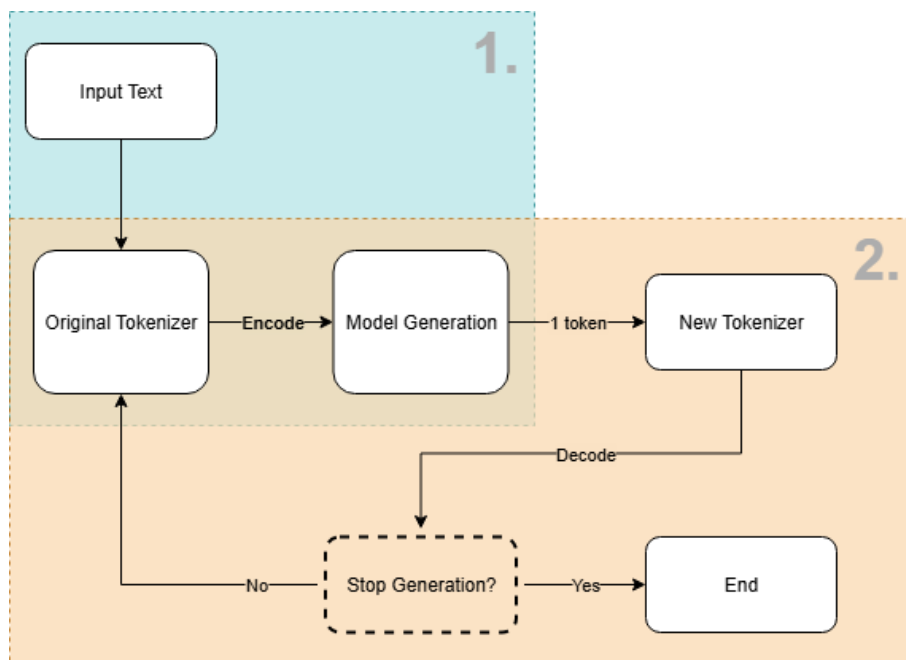 1.
Input Text
2.
Original Tokenizer
Encode
Model Generation
1 token
New Tokenizer
Decode
No
Stop Generation?
Yes
End